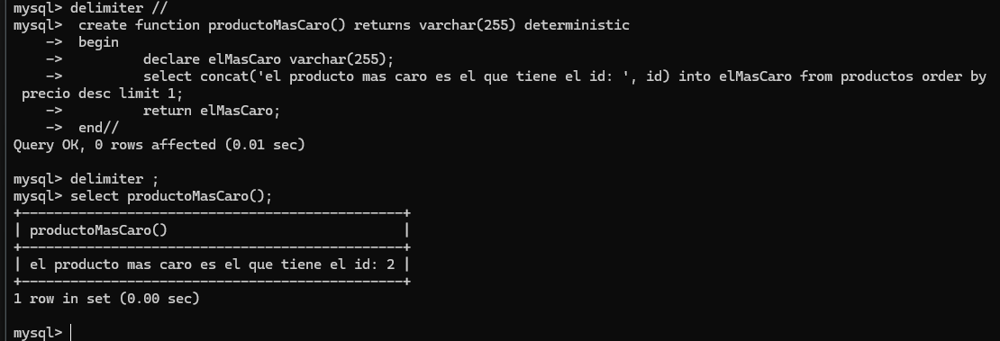 mysql> delimiter //
mysql>  create function productoMasCaro() returns varchar(255) deterministic
    ->  begin
    ->          declare elMasCaro varchar(255);
    ->          select concat('el producto mas caro es el que tiene el id: ', id) into elMasCaro from productos order by
 precio desc limit 1;
    ->          return elMasCaro;
    ->  end//
Query OK, 0 rows affected (0.01 sec)

mysql> delimiter ;
mysql> select productoMasCaro();
+-----------------------------------------------+
| productoMasCaro()                             |
+-----------------------------------------------+
| el producto mas caro es el que tiene el id: 2 |
+-----------------------------------------------+
1 row in set (0.00 sec)

mysql>